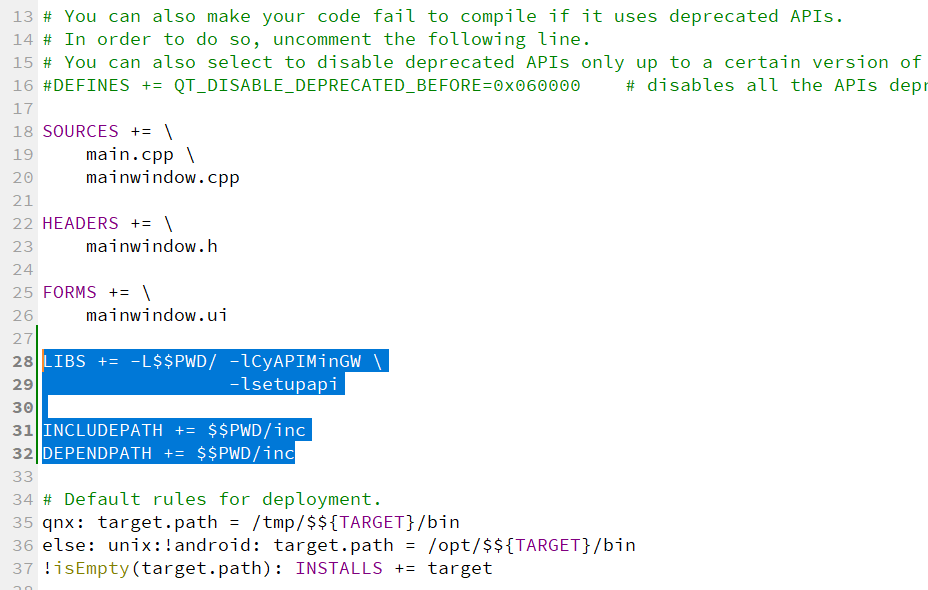 13 # You can also make your code fail to compile if it uses deprecated APIs.
14 # In order to do so, uncomment the following line.
15 # You can also select to disable deprecated APIs only up to a certain version of
16 #DEFINES += QT_DISABLE_DEPRECATED_BEFORE=0x060000    # disables all the APIs depr
17
18 SOURCES += \
19     main.cpp \
20     mainwindow.cpp
21
22 HEADERS += \
23     mainwindow.h
24
25 FORMS += \
26     mainwindow.ui
27
28 LIBS += -L$$PWD/ -lCyAPIMinGW \
29                  -lsetupapi
30
31 INCLUDEPATH += $$PWD/inc
32 DEPENDPATH += $$PWD/inc
33
34 # Default rules for deployment.
35 qnx: target.path = /tmp/$${TARGET}/bin
36 else: unix:!android: target.path = /opt/$${TARGET}/bin
37 !isEmpty(target.path): INSTALLS += target